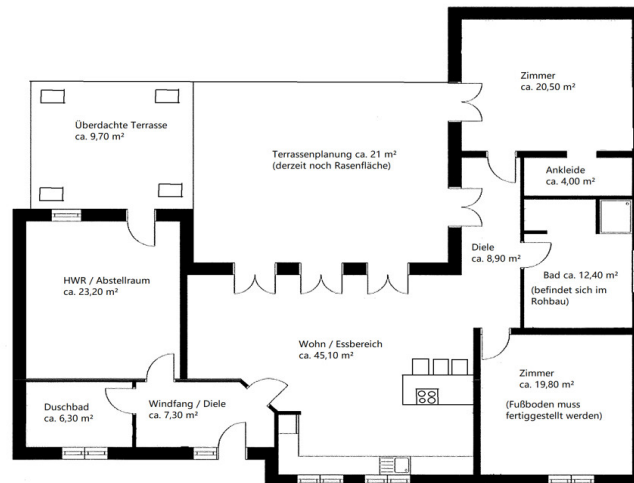 Zimmer
ca. 20,50 m²
Überdachte Terrasse
ca. 9,70 m²
Terrassenplanung ca. 21 m²
(derzeit noch Rasenfläche)
Ankleide
ca. 4,00 m²
Diele
ca. 8,90 m²
Bad ca. 12,40 m²
(befindet sich im
Rohbau)
HWR / Abstellraum
ca. 23,20 m²
Wohn / Essbereich
ca. 45,10 m²
Zimmer
ca. 19,80 m²
(Fußboden muss
fertiggestellt werden)
Duschbad
ca. 6,30 m²
Windfang / Diele
ca. 7,30 m²